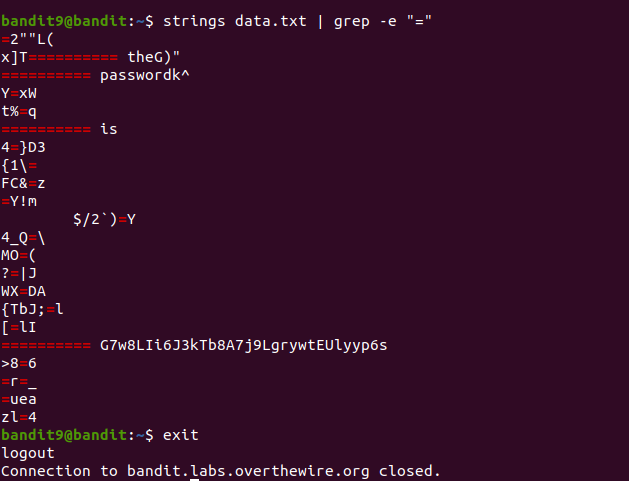 bandit9@bandit:~$ strings data.txt | grep -e "="
=2""L(
x]T========== theG)"
========== passwordk^
Y=xW
t%=q
========== is
4=}D3
{1\=
FC&=z
=Y!m
$/2`)=Y
4_Q=\
MO=(
?=|J
WX=DA
{TbJ;=l
[=lI
========== G7w8LIi6J3kTb8A7j9LgrywtEUlyyp6s
>8=6
=r=_
=uea
zl=4
bandit9@bandit:~$ exit
logout
Connection to bandit.labs.overthewire.org closed.